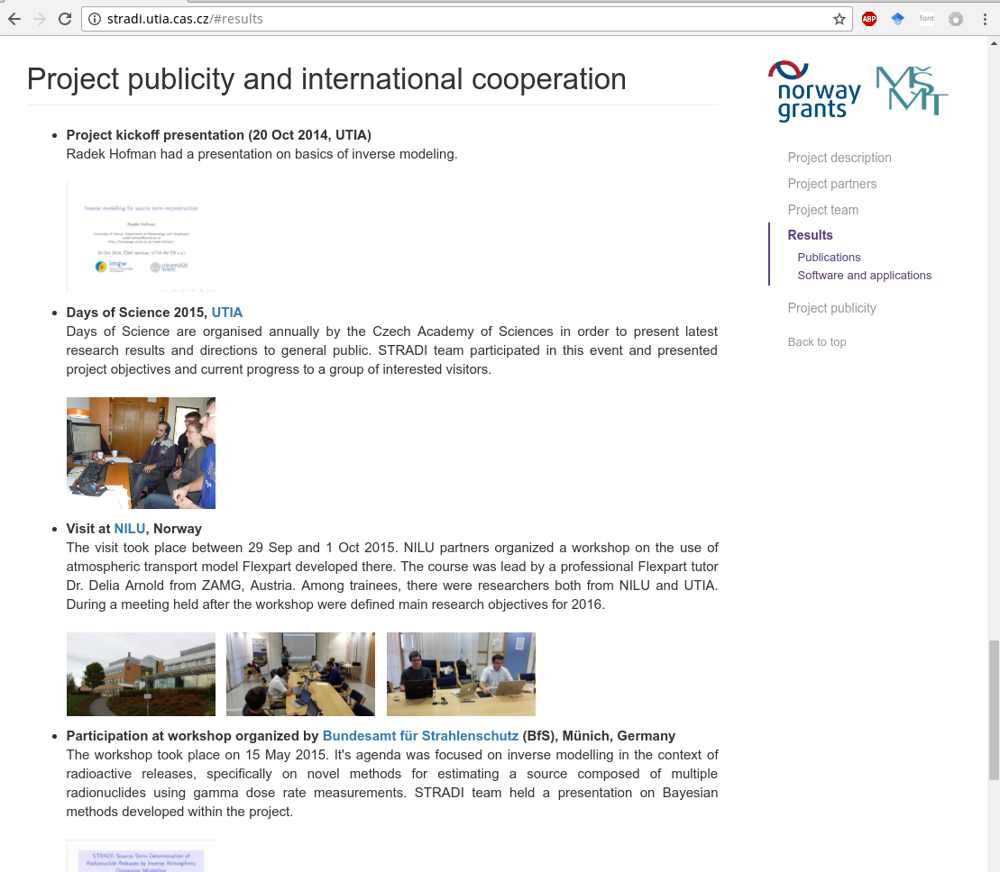 stradi.utia.cas.cz/#results
ABP
font
Project publicity and international cooperation
norway
grants
MŠMT
Project kickoff presentation (20 Oct 2014, UTIA)
Radek Hofman had a presentation on basics of inverse modeling.
Inverse modelling for source term reconstruction
Radek Hofman
University of Vienna, Department of Meteorology and Geophysics
20 Oct 2014, ČSKI seminar, UTIA AV ČR v.v.i.
imgw
universität
wien
Days of Science 2015, UTIA
Days of Science are organised annually by the Czech Academy of Sciences in order to present latest
research results and directions to general public. STRADI team participated in this event and presented
project objectives and current progress to a group of interested visitors.
Visit at NILU, Norway
The visit took place between 29 Sep and 1 Oct 2015. NILU partners organized a workshop on the use of
atmospheric transport model Flexpart developed there. The course was lead by a professional Flexpart tutor
Dr. Delia Arnold from ZAMG, Austria. Among trainees, there were researchers both from NILU and UTIA.
During a meeting held after the workshop were defined main research objectives for 2016.
Participation at workshop organized by Bundesamt für Strahlenschutz (BfS), Münich, Germany
The workshop took place on 15 May 2015. It's agenda was focused on inverse modelling in the context of
radioactive releases, specifically on novel methods for estimating a source composed of multiple
radionuclides using gamma dose rate measurements. STRADI team held a presentation on Bayesian
methods developed within the project.
STRADI: Source Term Determination of
Radionuclide Releases by Inverse Atmospheric
Dispersion Modelling
Project description
Project partners
Project team
Results
Publications
Software and applications
Project publicity
Back to top